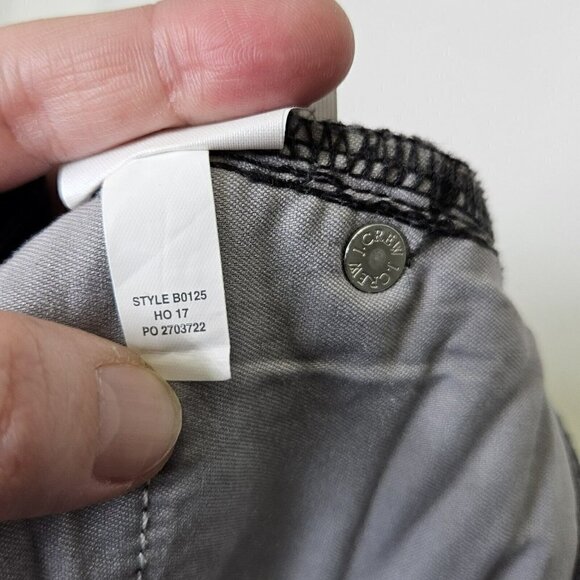 STYLE B0125
HO 17
PO 2703722
J.CREW J.CREW